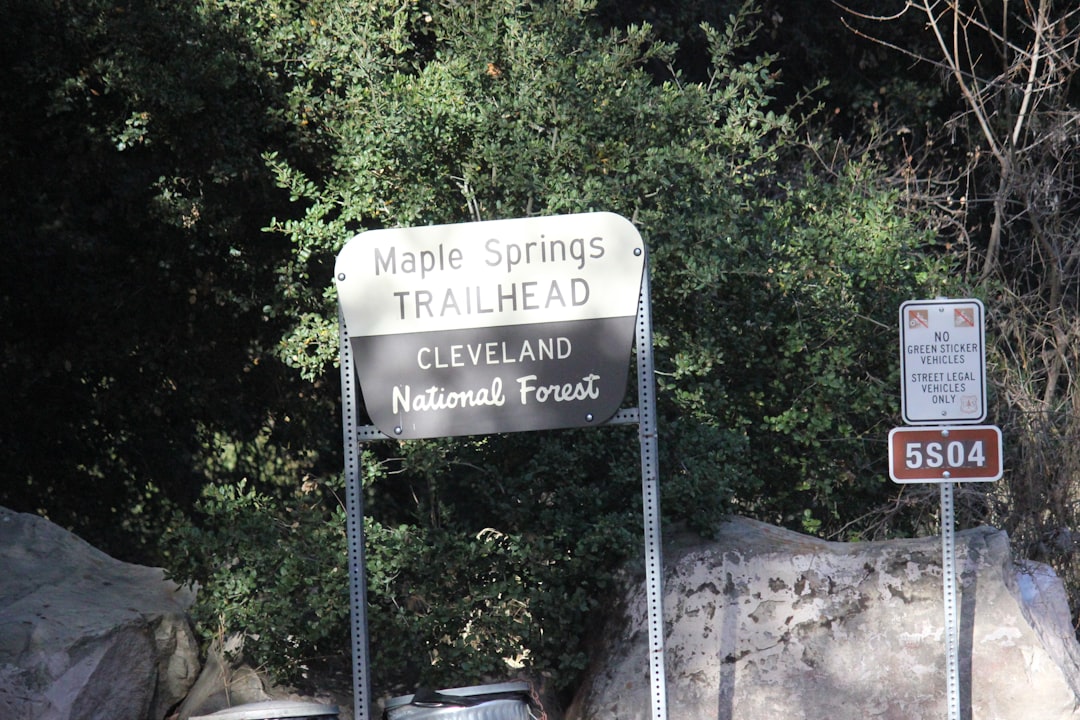 Maple Springs
TRAILHEAD
CLEVELAND
National Forest
NO
GREEN STICKER
VEHICLES
STREET LEGAL
VEHICLES
ONLY
5S04